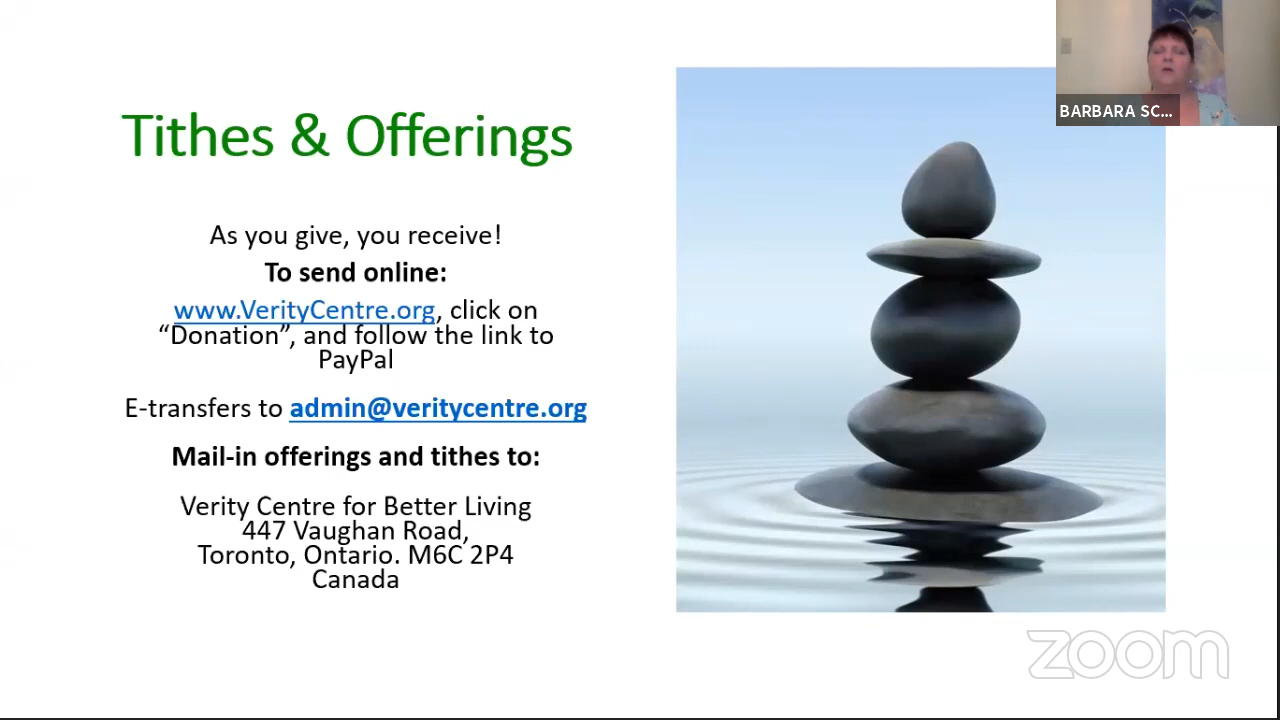 BARBARA SC...
Tithes & Offerings
As you give, you receive!
To send online:
www.VerityCentre.org, click on
“Donation”, and follow the link to
PayPal
E-transfers to admin@veritycentre.org
Mail-in offerings and tithes to:
Verity Centre for Better Living
447 Vaughan Road,
Toronto, Ontario. M6C 2P4
Canada
zoom